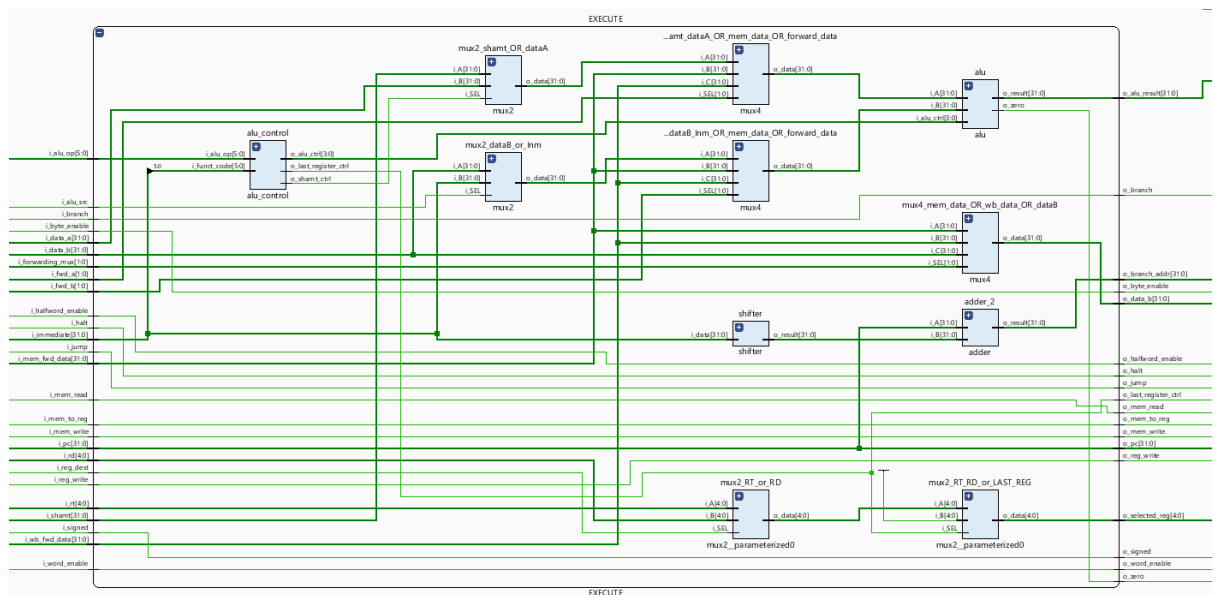 EXECUTE
mux2_shamt_OR_dataA
i_A[31:0]
i_B[31:0]
i_SEL
o_data[31:0]
mux2
...amt_dataA_OR_mem_data_OR_forward_data
i_A[31:0]
i_B[31:0]
i_C[31:0]
i_SEL[1:0]
o_data[31:0]
mux4
alu
i_A[31:0]
i_B[31:0]
i_alu_ctrl[3:0]
o_result[31:0]
o_zero
alu
alu_control
i_alu_op[5:0]
i_funct_code[5:0]
o_alu_ctrl[3:0]
o_last_register_ctrl
o_shamt_ctrl
alu_control
5:0
mux2_dataB_or_Inm
i_A[31:0]
i_B[31:0]
i_SEL
o_data[31:0]
mux2
...dataB_Inm_OR_mem_data_OR_forward_data
i_A[31:0]
i_B[31:0]
i_C[31:0]
i_SEL[1:0]
o_data[31:0]
mux4
mux4_mem_data_OR_wb_data_OR_dataB
i_A[31:0]
i_B[31:0]
i_C[31:0]
i_SEL[1:0]
o_data[31:0]
mux4
shifter
i_data[31:0]
o_result[31:0]
shifter
adder_2
i_A[31:0]
i_B[31:0]
o_result[31:0]
adder
mux2_RT_or_RD
i_A[4:0]
i_B[4:0]
i_SEL
o_data[4:0]
mux2__parameterized0
mux2_RT_RD_or_LAST_REG
i_A[4:0]
i_B[4:0]
i_SEL
o_data[4:0]
mux2__parameterized0
i_alu_op[5:0]
i_alu_src
i_branch
i_byte_enable
i_data_a[31:0]
i_data_b[31:0]
i_forwarding_mux[1:0]
i_fwd_a[1:0]
i_fwd_b[1:0]
i_halfword_enable
i_halt
i_immediate[31:0]
i_jump
i_mem_fwd_data[31:0]
i_mem_read
i_mem_to_reg
i_mem_write
i_pc[31:0]
i_rd[4:0]
i_reg_dest
i_reg_write
i_rt[4:0]
i_shamt[31:0]
i_signed
i_wb_fwd_data[31:0]
i_word_enable
o_alu_result[31:0]
o_branch
o_branch_addr[31:0]
o_byte_enable
o_data_b[31:0]
o_halfword_enable
o_halt
o_jump
o_last_register_ctrl
o_mem_read
o_mem_to_reg
o_mem_write
o_pc[31:0]
o_reg_write
o_selected_reg[4:0]
o_signed
o_word_enable
o_zero
EXECUTE